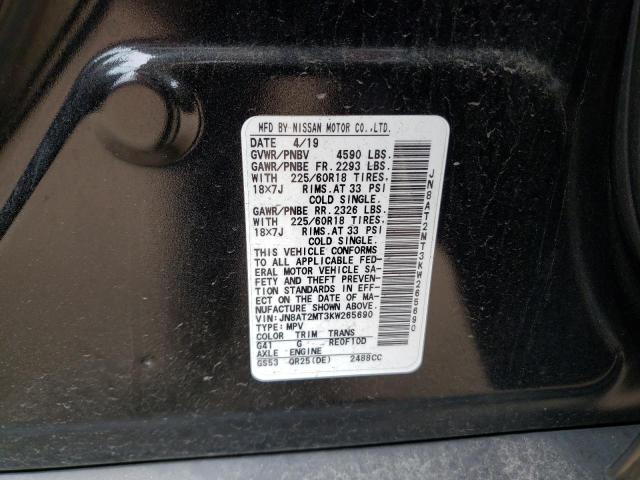 MFD BY NISSAN MOTOR CO.,LTD.
DATE 4/19
GVWR/PNBV 4590 LBS.
GAWR/PNBE FR. 2293 LBS.
WITH 225/60R18 TIRES.
18×7J RIMS.AT 33 PSI
COLD SINGLE.
GAWR/PNBE RR. 2326 LBS.
WITH 225/60R18 TIRES.
18×7J RIMS.AT 33 PSI
COLD SINGLE.
THIS VEHICLE CONFORMS
TO ALL APPLICABLE FED-
ERAL MOTOR VEHICLE SA-
FETY AND THEFT PREVEN-
TION STANDARDS IN EFF-
ECT ON THE DATE OF MA-
NUFACTURE SHOWN ABOVE.
VIN:JN8AT2MT3KW265690
TYPE:MPV
COLOR TRIM TRANS
G41 G RE0F10D
AXLE ENGINE
GS53 QR25(DE) 2488CC
JN8AT2MT3KW265690